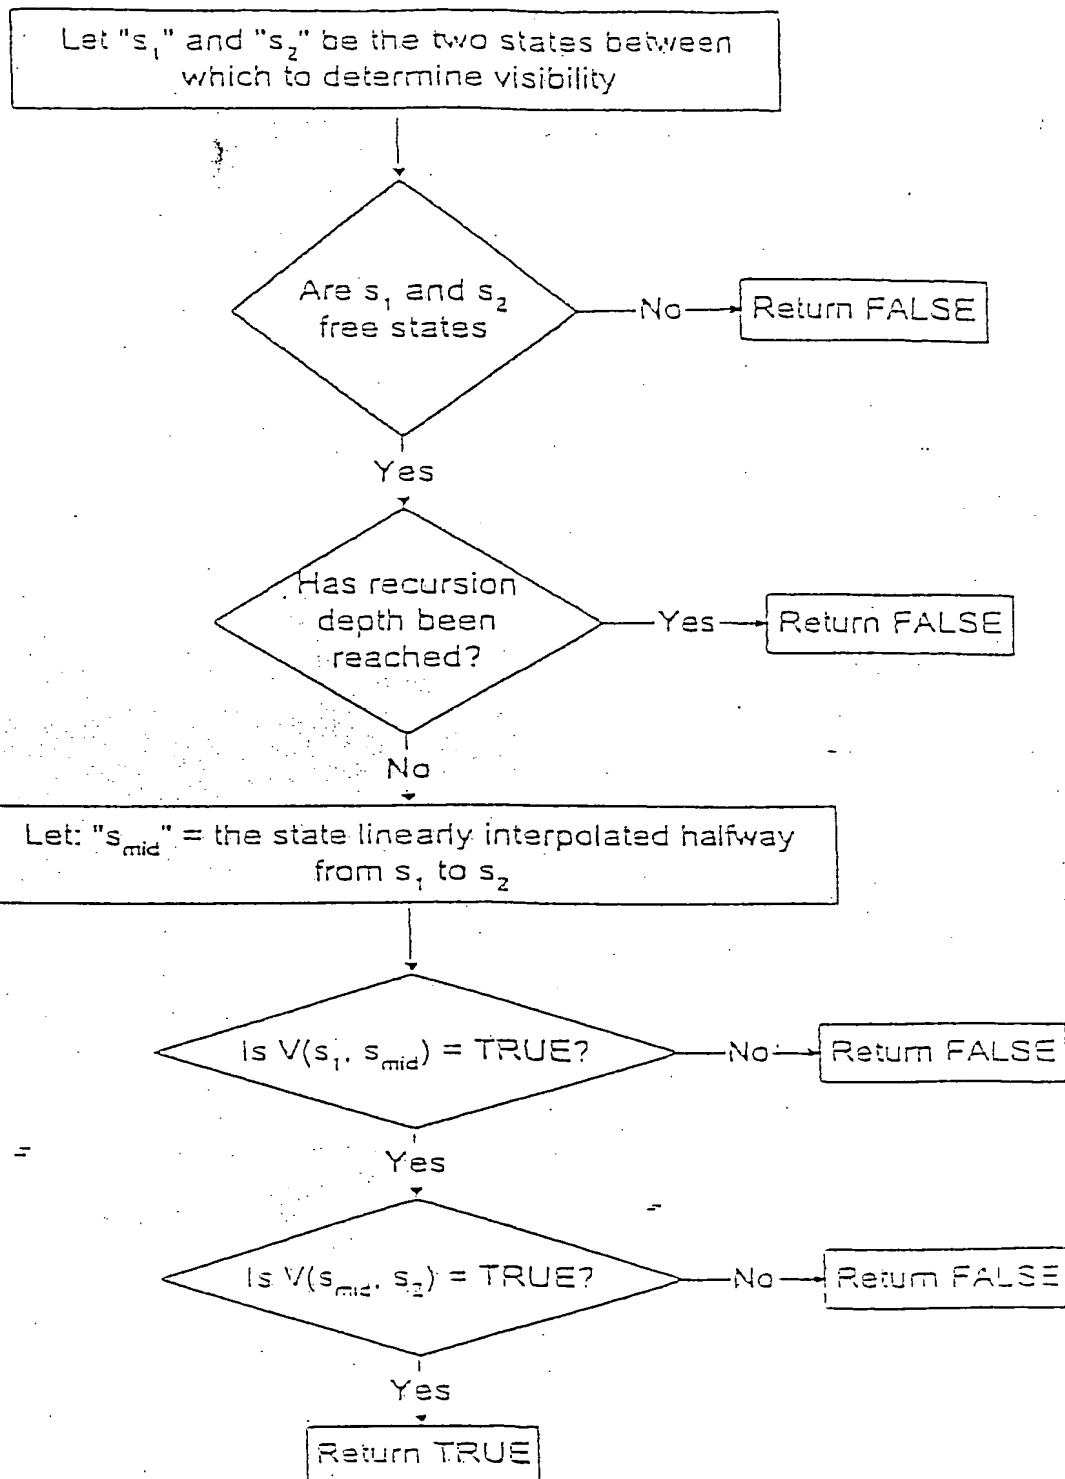 Let "s₁" and "s₂" be the two states between
which to determine visibility
Are s₁ and s₂
free states
No
Return FALSE
Yes
Has recursion
depth been
reached?
Yes
Return FALSE
No
Let: "s_mid" = the state linearly interpolated halfway
from s₁ to s₂
Is V(s₁, s_mid) = TRUE?
No
Return FALSE
Yes
Is V(s_mid, s₂) = TRUE?
No
Return FALSE
Yes
Return TRUE